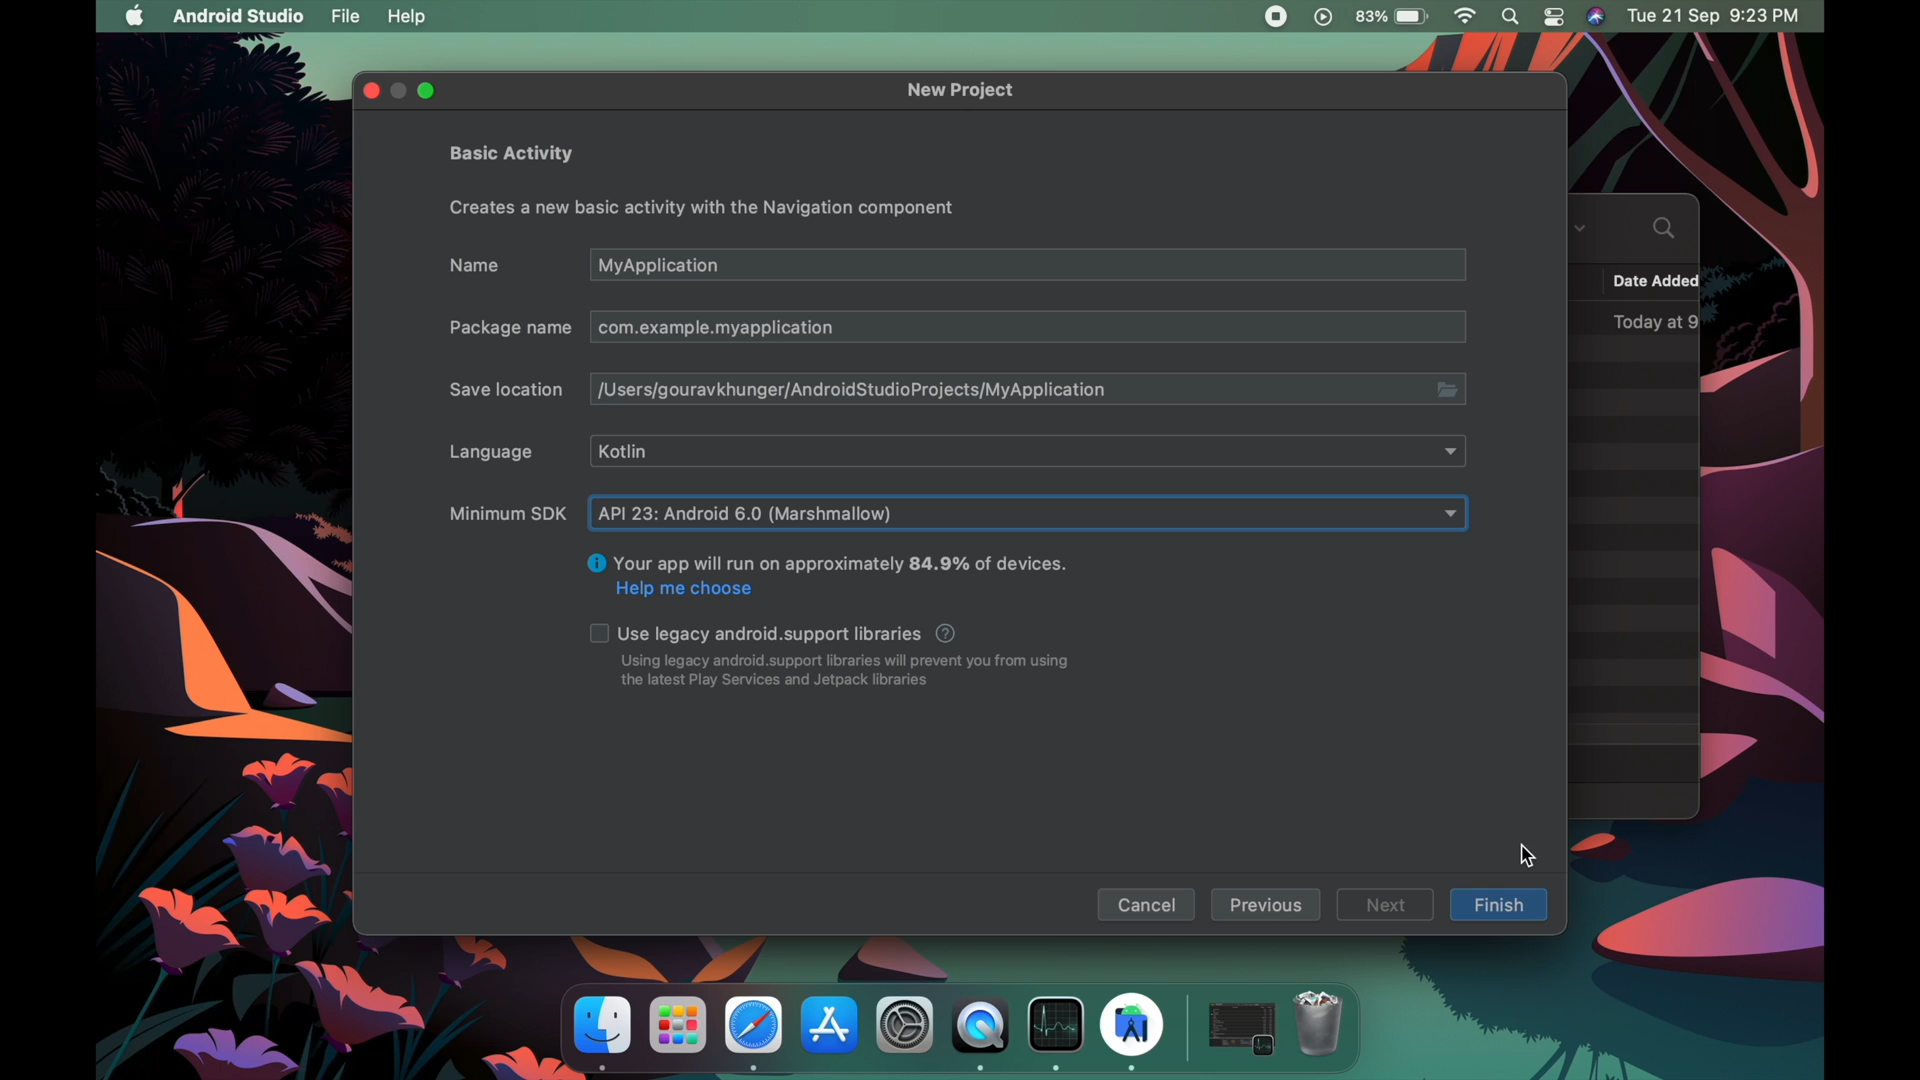 Android Studio File Help 83% Tue 21 Sep 9:23 PM
New Project
Basic Activity
Creates a new basic activity with the Navigation component
Name MyApplication
Date Added
Package name com.example.myapplication
Today at 9
Save location /Users/gouravkhunger/AndroidStudioProjects/MyApplication
Language Kotlin
Minimum SDK API 23: Android 6.0 (Marshmallow)
Your app will run on approximately 84.9% of devices.
Help me choose
Use legacy android.support libraries ?
Using legacy android.support libraries will prevent you from using
the latest Play Services and Jetpack libraries
Cancel Previous Next Finish